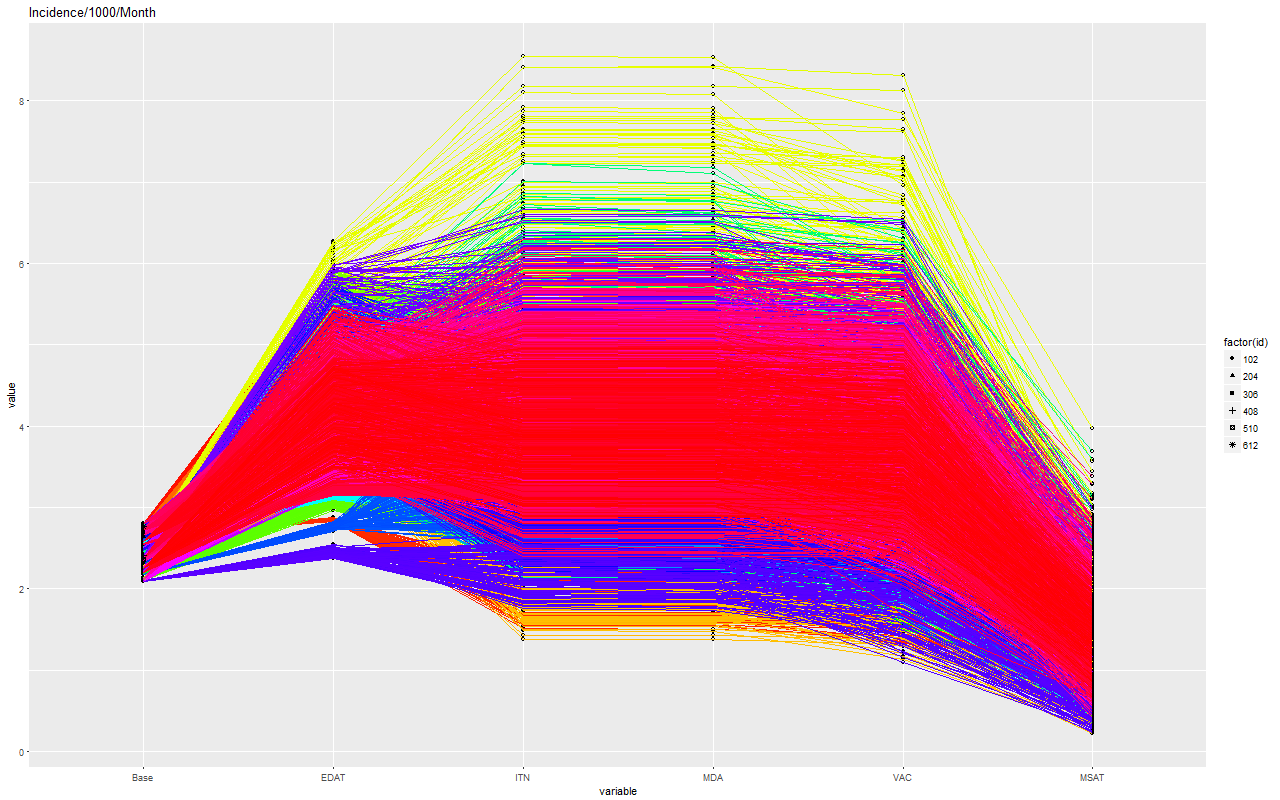 Incidence/1000/Month
value
8
6
4
2
0
Base EDAT ITN MDA VAC MSAT
variable
factor(id)
102
204
306
408
510
612